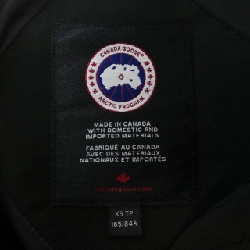 CANADA GOOSE
ARCTIC PROGRAM
MADE IN CANADA
WITH DOMESTIC AND
IMPORTED MATERIALS
FABRIQUÉ AU CANADA
AVEC DES MATERIELS
NATIONAUX ET IMPORTÉS
XS TP
165/84A